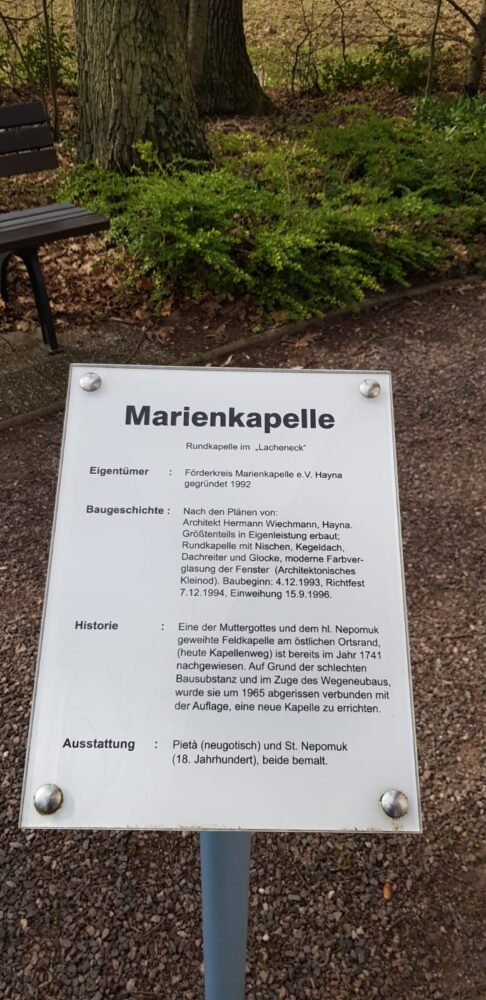 Marienkapelle
Rundkapelle im „Lacheneck“
Eigentümer : Förderkreis Marienkapelle e.V. Hayna
gegründet 1992
Baugeschichte : Nach den Plänen von:
Architekt Hermann Wiechmann, Hayna.
Größtenteils in Eigenleistung erbaut;
Rundkapelle mit Nischen, Kegeldach,
Dachreiter und Glocke, moderne Farbver-
glasung der Fenster (Architektonisches
Kleinod). Baubeginn: 4.12.1993, Richtfest
7.12.1994, Einweihung 15.9.1996.
Historie : Eine der Muttergottes und dem hl. Nepomuk
geweihte Feldkapelle am östlichen Ortsrand,
(heute Kapellenweg) ist bereits im Jahr 1741
nachgewiesen. Auf Grund der schlechten
Bausubstanz und im Zuge des Wegeneubaus,
wurde sie um 1965 abgerissen verbunden mit
der Auflage, eine neue Kapelle zu errichten.
Ausstattung : Pietà (neugotisch) und St. Nepomuk
(18. Jahrhundert), beide bemalt.